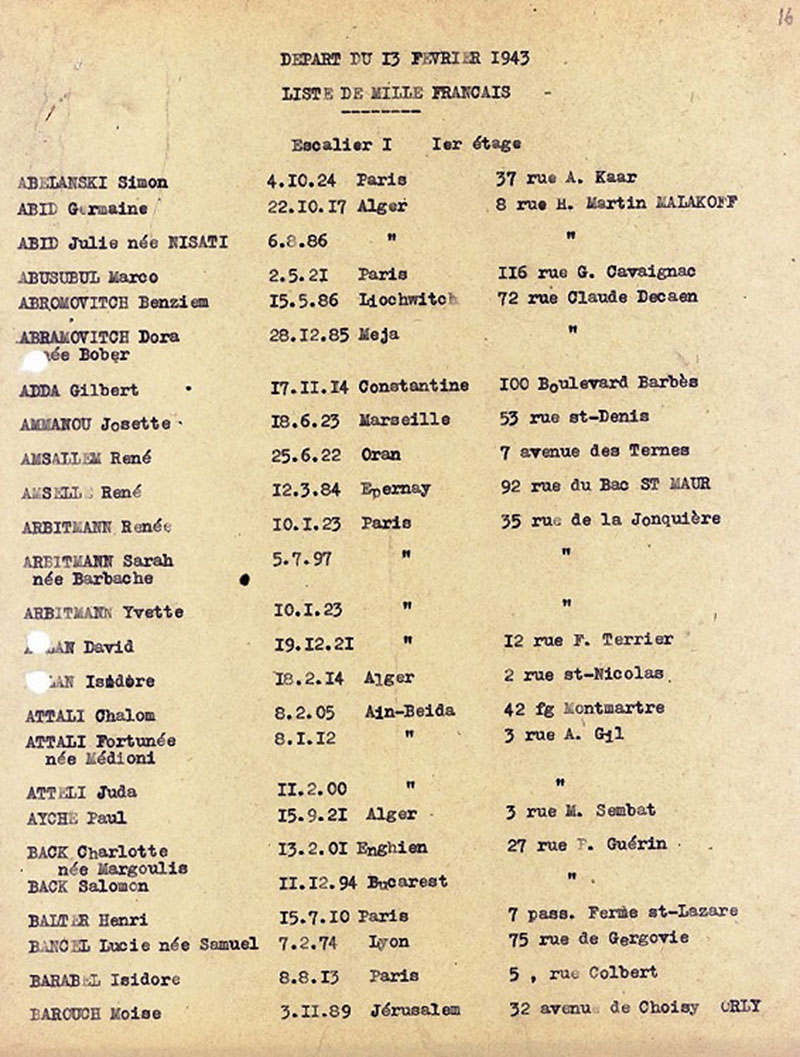 16
DEPART DU I3 FEVRIER I943
LISTE DE MILLE FRANCAIS -
Escalier I Ier étage
ABELANSKI Simon 4.I0.24 Paris 37 rue A. Kaar
ABID Germaine 22.I0.I7 Alger 8 rue H. Martin MALAKOFF
ABID Julie née NISATI 6.8.86 " "
ABUSUBUL Marco 2.5.2I Paris II6 rue G. Cavaignac
ABROMOVITCH Benziem I5.5.86 Liochwitch 72 rue Claude Decaen
ABRAMOVITCH Dora 28.I2.85 Meja "
née Bober
ADDA Gilbert I7.II.I4 Constantine I00 Boulevard Barbès
AMMANOU Josette I8.6.23 Marseille 53 rue st-Denis
AMSALLEM René 25.6.22 Oran 7 avenue des Ternes
AMSELLE René I2.3.84 Epernay 92 rue du Bac ST MAUR
ARBITMANN Renée I0.I.23 Paris 35 rue de la Jonquière
ARBITMANN Sarah 5.7.97 " "
née Barbache
ARBITMANN Yvette I0.I.23 " "
David I9.I2.2I " I2 rue F. Terrier
Isidore I8.2.I4 Alger 2 rue st-Nicolas
ATTALI Chalom 8.2.05 Ain-Beida 42 fg Montmartre
ATTALI Fortunée 8.I.I2 " 3 rue A. Gil
née Médioni
ATTELI Juda II.2.00 " "
AYCHE Paul I5.9.2I Alger 3 rue M. Sembat
BACK Charlotte I3.2.0I Enghien 27 rue P. Guérin
née Margoulis
BACK Salomon II.I2.94 Bucarest "
BALTER Henri I5.7.I0 Paris 7 pass. Ferme st-Lazare
BANCEL Lucie née Samuel 7.2.74 Lyon 75 rue de Gergovie
BARABEL Isidore 8.8.I3 Paris 5 , rue Colbert
BAROUCH Moise 3.II.89 Jérusalem 32 avenue de Choisy ORLY